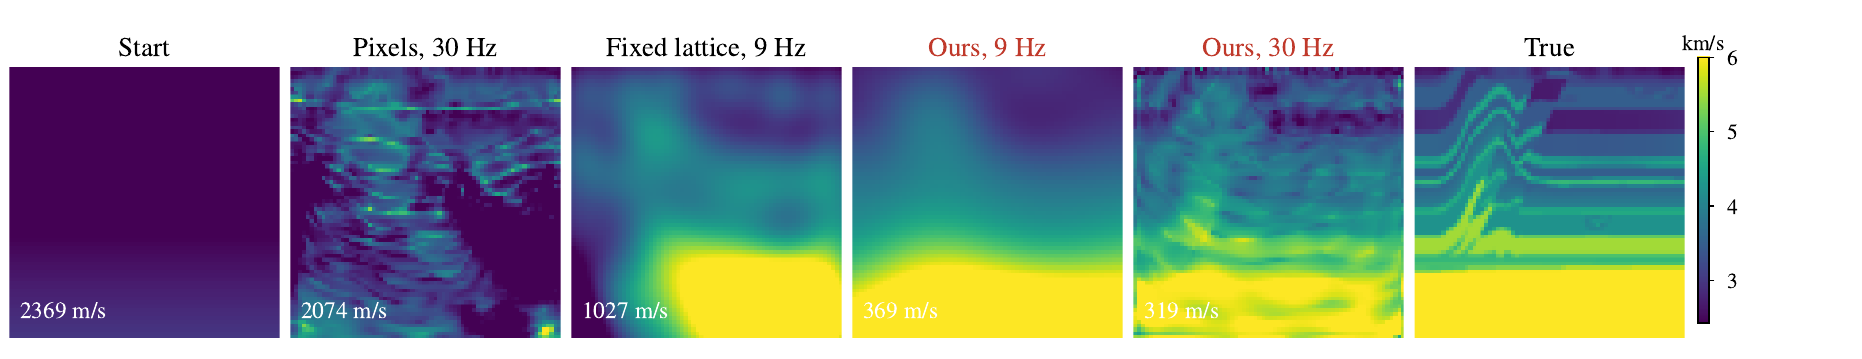 Start
Pixels, 30 Hz
Fixed lattice, 9 Hz
Ours, 9 Hz
Ours, 30 Hz
True
km/s
6
5
4
3
2369 m/s
2074 m/s
1027 m/s
369 m/s
319 m/s